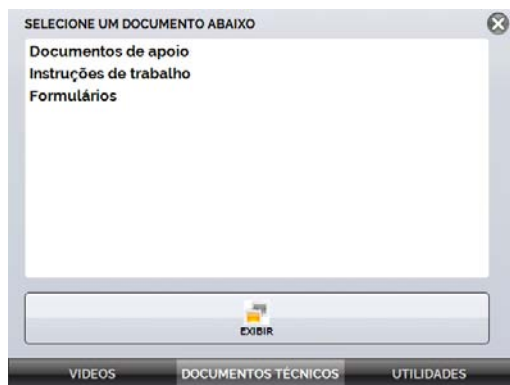 SELECIONE UM DOCUMENTO ABAIXO
Documentos de apoio
Instruções de trabalho
Formulários
EXIBIR
VIDEOS DOCUMENTOS TÉCNICOS UTILIDADES